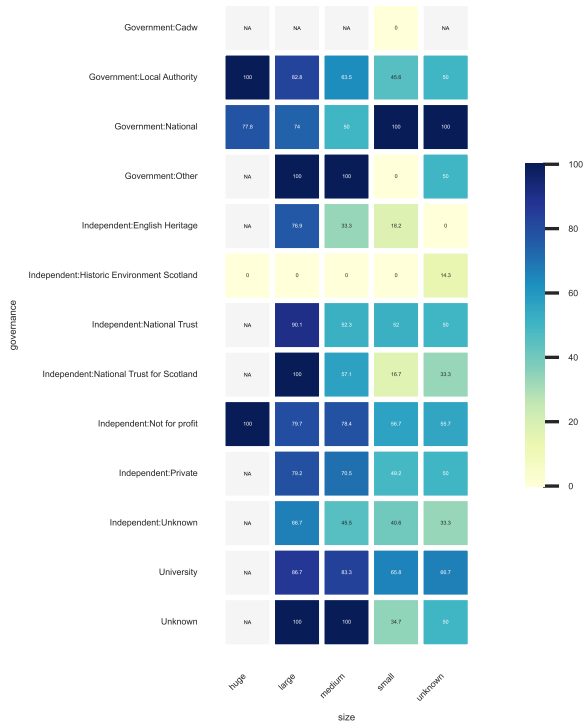 Government:Cadw NA NA NA 0 NA
Government:Local Authority 100 82.8 63.5 45.6 50
Government:National 77.8 74 50 100 100
Government:Other NA 100 100 0 50
Independent:English Heritage NA 76.9 33.3 18.2 0
Independent:Historic Environment Scotland 0 0 0 0 14.3
Independent:National Trust NA 90.1 52.3 52 50
Independent:National Trust for Scotland NA 100 57.1 16.7 33.3
Independent:Not for profit 100 79.7 78.4 56.7 55.7
Independent:Private NA 79.2 70.5 49.2 50
Independent:Unknown NA 66.7 45.5 40.6 33.3
University NA 86.7 83.3 65.8 66.7
Unknown NA 100 100 34.7 50
huge large medium small unknown
size
governance
100
80
60
40
20
0